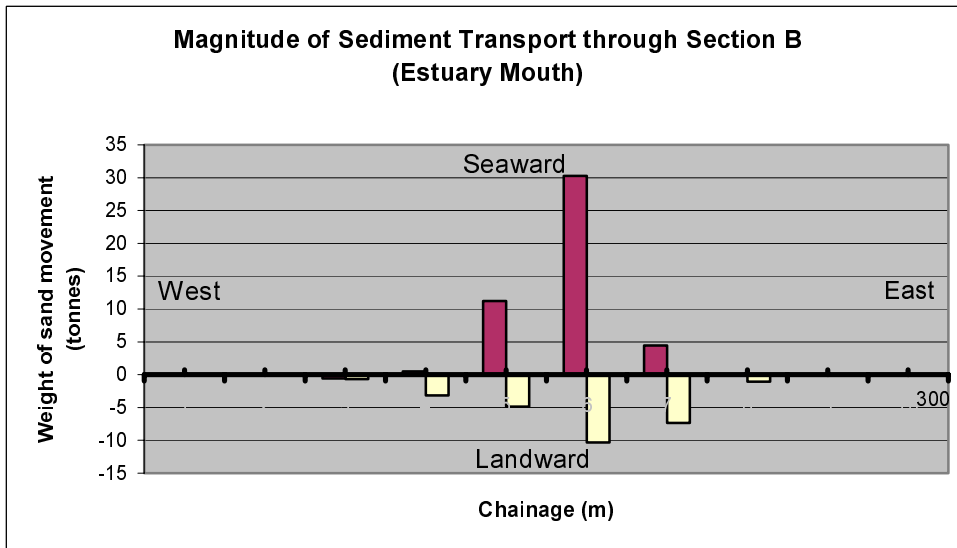 Magnitude of Sediment Transport through Section B
(Estuary Mouth)
Weight of sand movement
(tonnes)
35
30
25
20
15
10
5
0
-5
-10
-15
Seaward
West
East
6
7
300
Landward
Chainage (m)